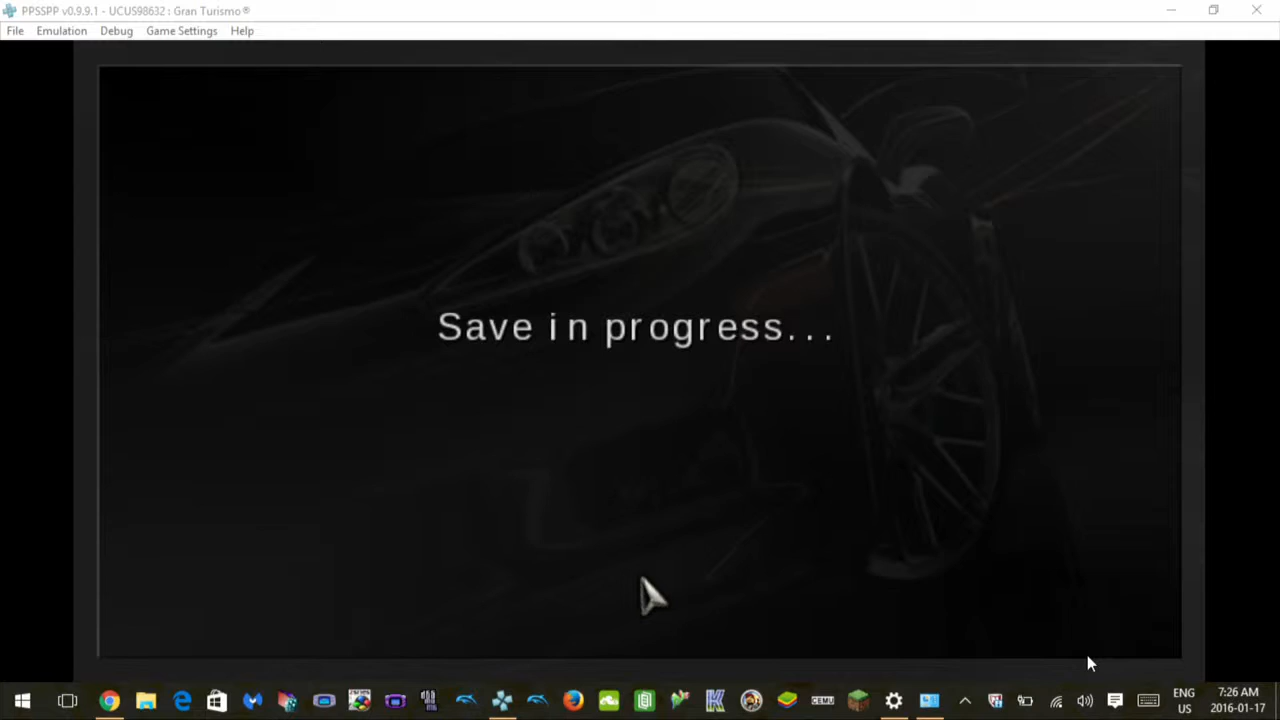 PPSSPP v0.9.9.1 - UCUS98632 : Gran Turismo®
File Emulation Debug Game Settings Help
Save in progress...
ENG 7:26 AM
US 2016-01-17